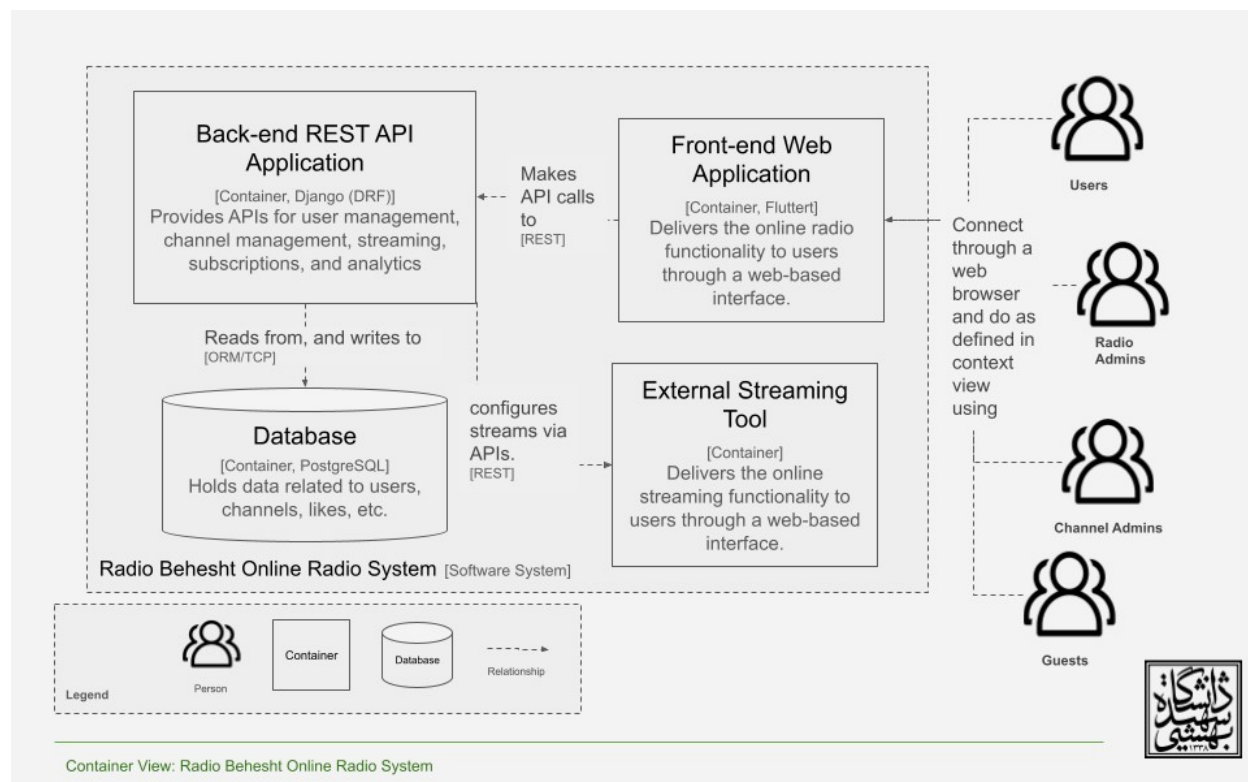 Back-end REST API
Application
[Container, Django (DRF)]
Provides APIs for user management,
channel management, streaming,
subscriptions, and analytics
Makes
API calls
to
[REST]
Front-end Web
Application
[Container, Fluttert]
Delivers the online radio
functionality to users
through a web-based
interface.
Users
Connect
through a
web
browser
and do as
defined in
context
view
using
Radio
Admins
Reads from, and writes to
[ORM/TCP]
Database
[Container, PostgreSQL]
Holds data related to users,
channels, likes, etc.
configures
streams via
APIs.
[REST]
External Streaming
Tool
[Container]
Delivers the online
streaming functionality to
users through a web-based
interface.
Channel Admins
Radio Behesht Online Radio System [Software System]
Guests
Legend
Person
Container
Database
Relationship
دانشگاه
شهید
بهشتی
۱۳۳۸
Container View: Radio Behesht Online Radio System